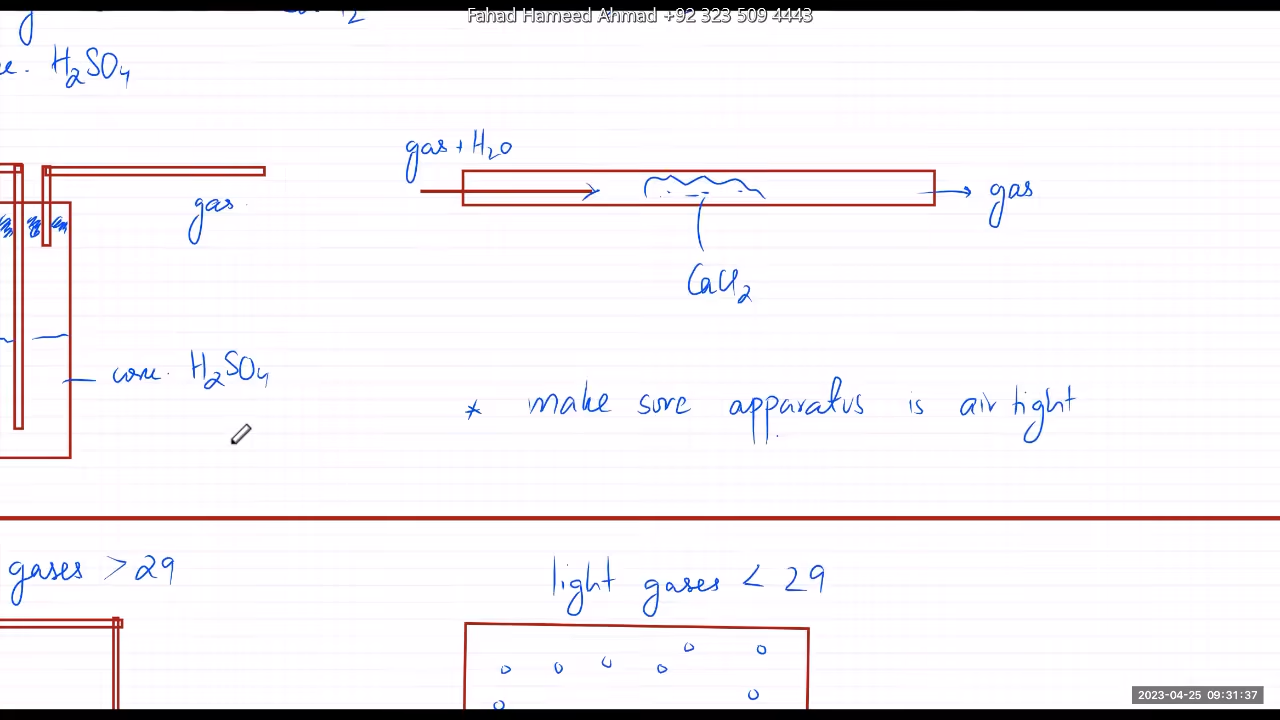 Fahad Hameed Ahmad +92 323 509 4443
H₂SO₄
gas + H₂O
gas
gas
CaCl₂
conc. H₂SO₄
* make sure apparatus is air tight
gases > 29
light gases < 29
2023-04-25 09:31:37